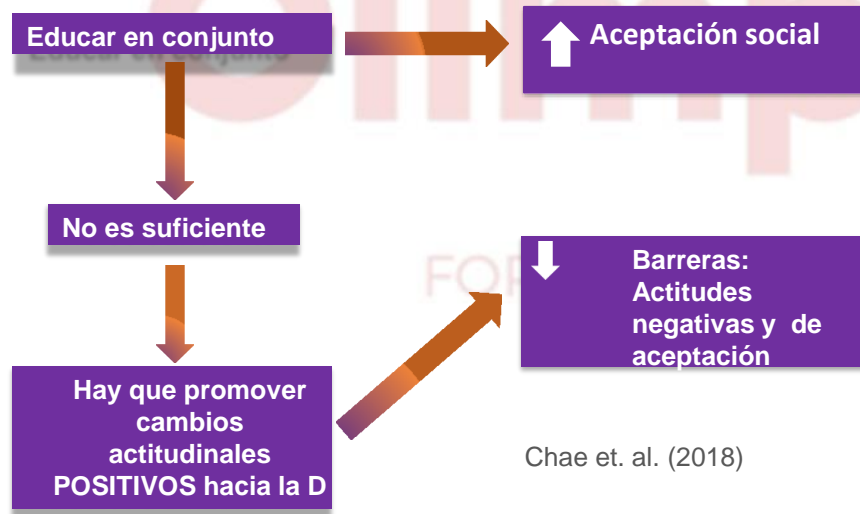 Educar en conjunto
Aceptación social
No es suficiente
Barreras:
Actitudes
negativas y de
aceptación
Hay que promover
cambios
actitudinales
POSITIVOS hacia la D
Chae et. al. (2018)
FOR